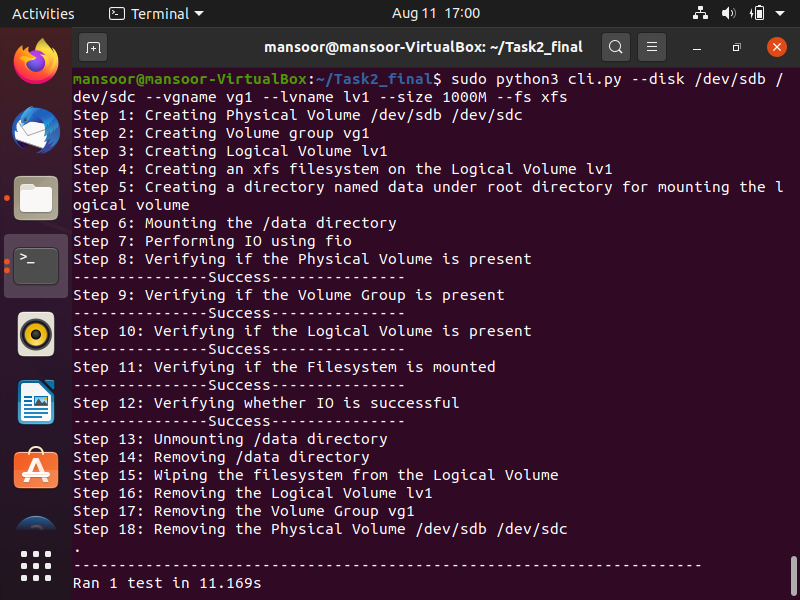 Activities
Terminal
Aug 11 17:00
mansoor@mansoor-VirtualBox: ~/Task2_final
mansoor@mansoor-VirtualBox:~/Task2_final$ sudo python3 cli.py --disk /dev/sdb /
dev/sdc --vgname vg1 --lvname lv1 --size 1000M --fs xfs
Step 1: Creating Physical Volume /dev/sdb /dev/sdc
Step 2: Creating Volume group vg1
Step 3: Creating Logical Volume lv1
Step 4: Creating an xfs filesystem on the Logical Volume lv1
Step 5: Creating a directory named data under root directory for mounting the l
ogical volume
Step 6: Mounting the /data directory
Step 7: Performing IO using fio
Step 8: Verifying if the Physical Volume is present
---------------Success---------------
Step 9: Verifying if the Volume Group is present
---------------Success---------------
Step 10: Verifying if the Logical Volume is present
---------------Success---------------
Step 11: Verifying if the Filesystem is mounted
---------------Success---------------
Step 12: Verifying whether IO is successful
---------------Success---------------
Step 13: Unmounting /data directory
Step 14: Removing /data directory
Step 15: Wiping the filesystem from the Logical Volume
Step 16: Removing the Logical Volume lv1
Step 17: Removing the Volume Group vg1
Step 18: Removing the Physical Volume /dev/sdb /dev/sdc
.
----------------------------------------------------------------------
Ran 1 test in 11.169s